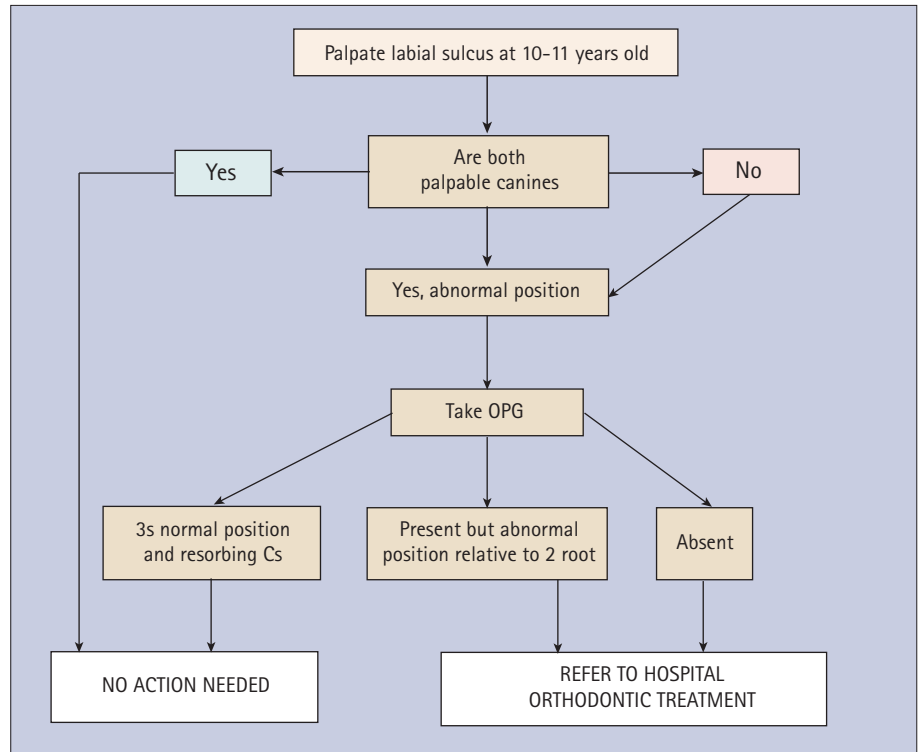 Palpate labial sulcus at 10-11 years old
Yes
Are both
palpable canines
No
Yes, abnormal position
Take OPG
3s normal position
and resorbing Cs
Present but abnormal
position relative to 2 root
Absent
NO ACTION NEEDED
REFER TO HOSPITAL
ORTHODONTIC TREATMENT